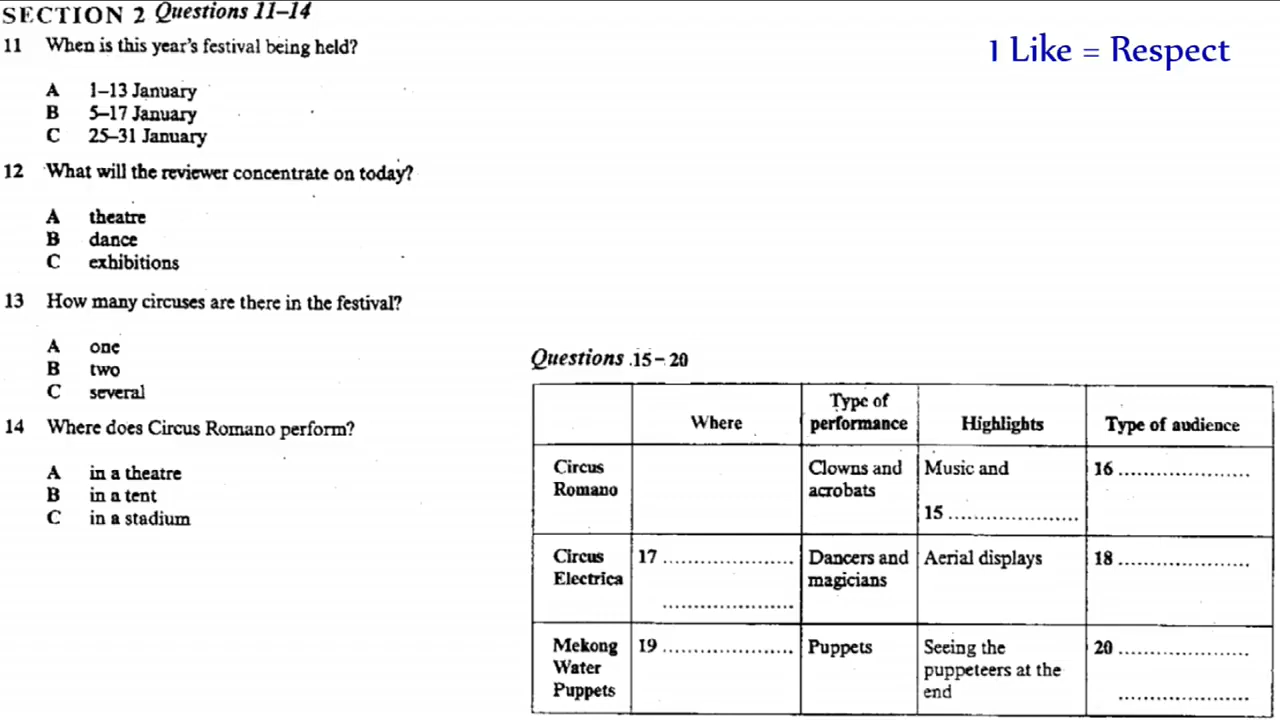 SECTION 2 Questions 11–14
1 Like = Respect
11 When is this year's festival being held?
A 1–13 January
B 5–17 January
C 25–31 January
12 What will the reviewer concentrate on today?
A theatre
B dance
C exhibitions
13 How many circuses are there in the festival?
A one
B two
C several
14 Where does Circus Romano perform?
A in a theatre
B in a tent
C in a stadium
Questions 15–20
Where
Type of
performance
Highlights
Type of audience
Circus
Romano
Clowns and
acrobats
Music and
15 ......................
16 ......................
Circus
Electrica
17 ......................
......................
Dancers and
magicians
Aerial displays
18 ......................
Mekong
Water
Puppets
19 ......................
Puppets
Seeing the
puppeteers at the
end
20 ......................
......................